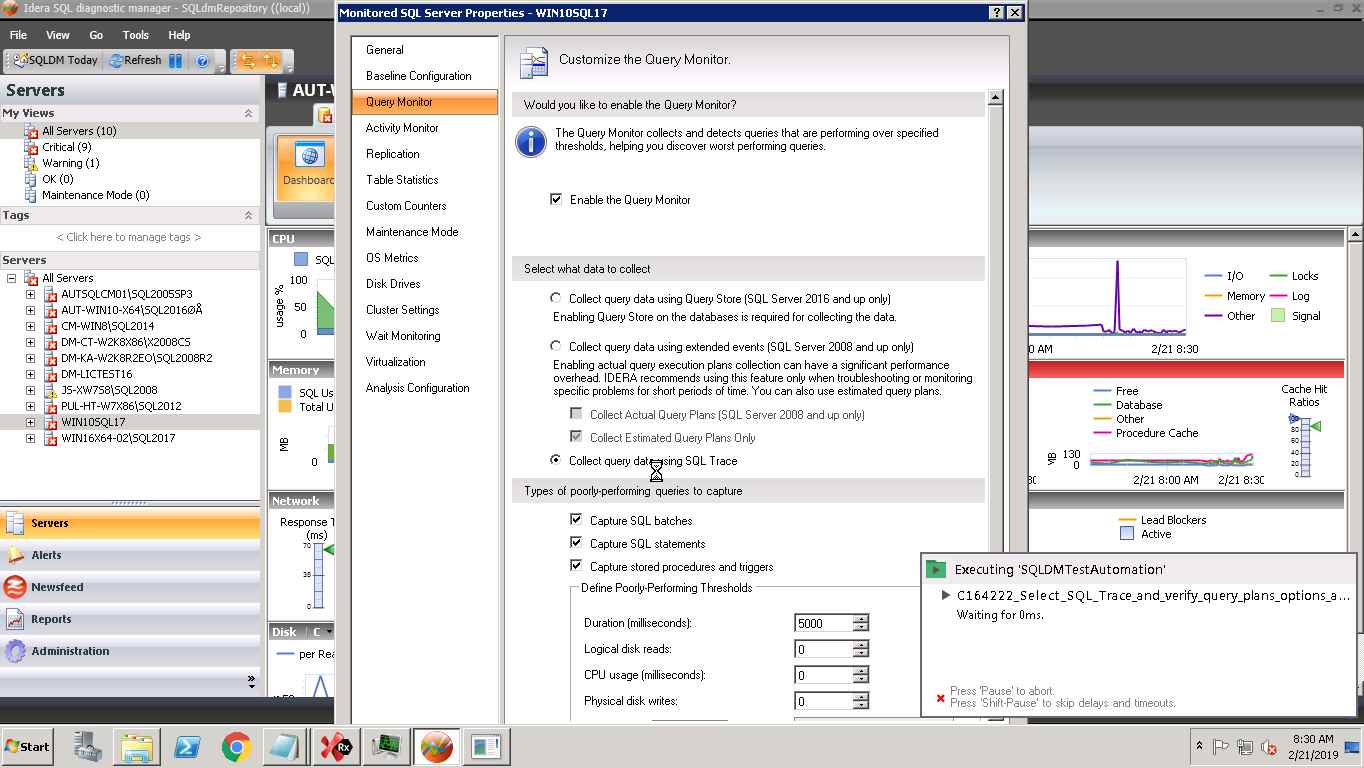 Idera SQL diagnostic manager - SQLdmRepository ((local))
File View Go Tools Help
SQLDM Today Refresh
Servers
My Views
All Servers (10)
Critical (9)
Warning (1)
OK (0)
Maintenance Mode (0)
Tags
< Click here to manage tags >
Servers
All Servers
AUTSQLCM01\SQL2005SP3
AUT-WIN10-X64\SQL2016ØÅ
CM-WIN8\SQL2014
DM-CT-W2K8X86\X2008CS
DM-KA-W2K8R2EO\SQL2008R2
DM-LICTEST16
JS-XW7S8\SQL2008
PUL-HT-W7X86\SQL2012
WIN10SQL17
WIN16X64-02\SQL2017
Servers
Alerts
Newsfeed
Reports
Administration
AUT-
Dashboar
CPU
SQL
usage %
100
50
0
Memory
SQL Us
Total U
MB
0
Network
Response T
(ms)
70
35
0
Disk C
per Rea
Monitored SQL Server Properties - WIN10SQL17
General
Baseline Configuration
Query Monitor
Activity Monitor
Replication
Table Statistics
Custom Counters
Maintenance Mode
OS Metrics
Disk Drives
Cluster Settings
Wait Monitoring
Virtualization
Analysis Configuration
Customize the Query Monitor.
Would you like to enable the Query Monitor?
The Query Monitor collects and detects queries that are performing over specified
thresholds, helping you discover worst performing queries.
Enable the Query Monitor
Select what data to collect
Collect query data using Query Store (SQL Server 2016 and up only)
Enabling Query Store on the databases is required for collecting the data.
Collect query data using extended events (SQL Server 2008 and up only)
Enabling actual query execution plans collection can have a significant performance
overhead. IDERA recommends using this feature only when troubleshooting or monitoring
specific problems for short periods of time. You can also use estimated query plans.
Collect Actual Query Plans (SQL Server 2008 and up only)
Collect Estimated Query Plans Only
Collect query data using SQL Trace
Types of poorly-performing queries to capture
Capture SQL batches
Capture SQL statements
Capture stored procedures and triggers
Define Poorly-Performing Thresholds
Duration (milliseconds): 5000
Logical disk reads: 0
CPU usage (milliseconds): 0
Physical disk writes: 0
I/O Locks
Memory Log
Other Signal
0 AM 2/21 8:30
Free
Database
Other
Procedure Cache
Cache Hit
Ratios
80
60
40
20
0
MB
130
0
2/21 8:00 AM 2/21 8:30
Lead Blockers
Active
Executing 'SQLDMTestAutomation'
C164222_Select_SQL_Trace_and_verify_query_plans_options_a...
Waiting for 0ms.
Press 'Pause' to abort.
Press 'Shift-Pause' to skip delays and timeouts.
Start
Rx
8:30 AM
2/21/2019